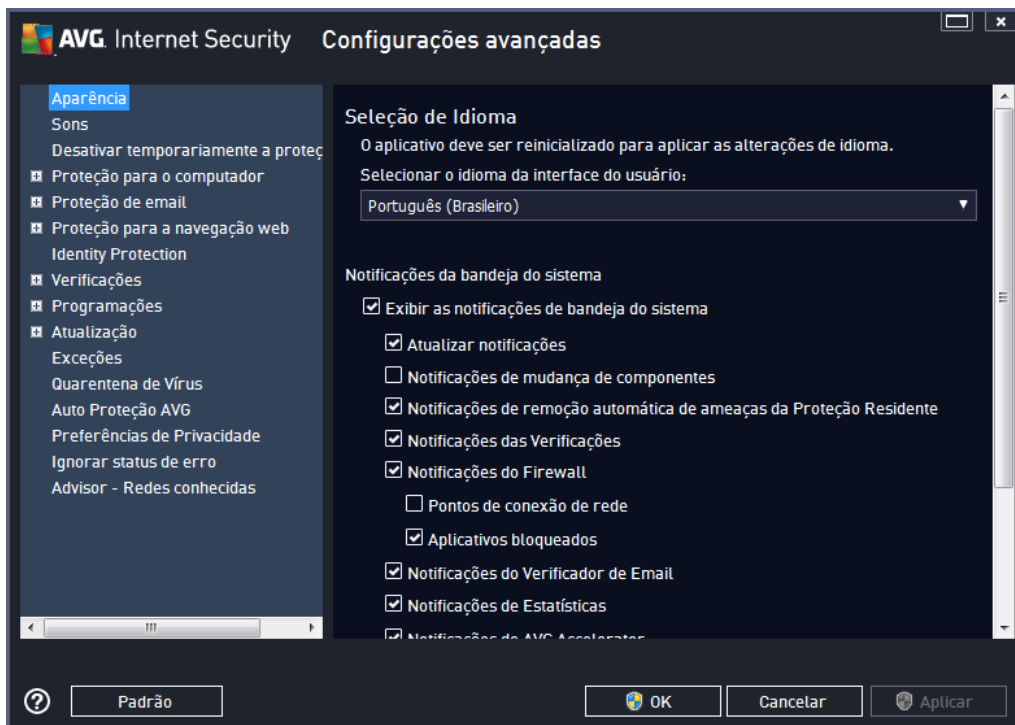 AVG. Internet Security
Configurações avançadas
Aparência
Sons
Desativar temporariamente a proteç
Proteção para o computador
Proteção de email
Proteção para a navegação web
Identity Protection
Verificações
Programações
Atualização
Exceções
Quarentena de Vírus
Auto Proteção AVG
Preferências de Privacidade
Ignorar status de erro
Advisor - Redes conhecidas
Seleção de Idioma
O aplicativo deve ser reinicializado para aplicar as alterações de idioma.
Selecionar o idioma da interface do usuário:
Português (Brasileiro)
Notificações da bandeja do sistema
Exibir as notificações de bandeja do sistema
Atualizar notificações
Notificações de mudança de componentes
Notificações de remoção automática de ameaças da Proteção Residente
Notificações das Verificações
Notificações do Firewall
Pontos de conexão de rede
Aplicativos bloqueados
Notificações do Verificador de Email
Notificações de Estatísticas
Notificações do AVG Accelerator
Padrão
OK
Cancelar
Aplicar